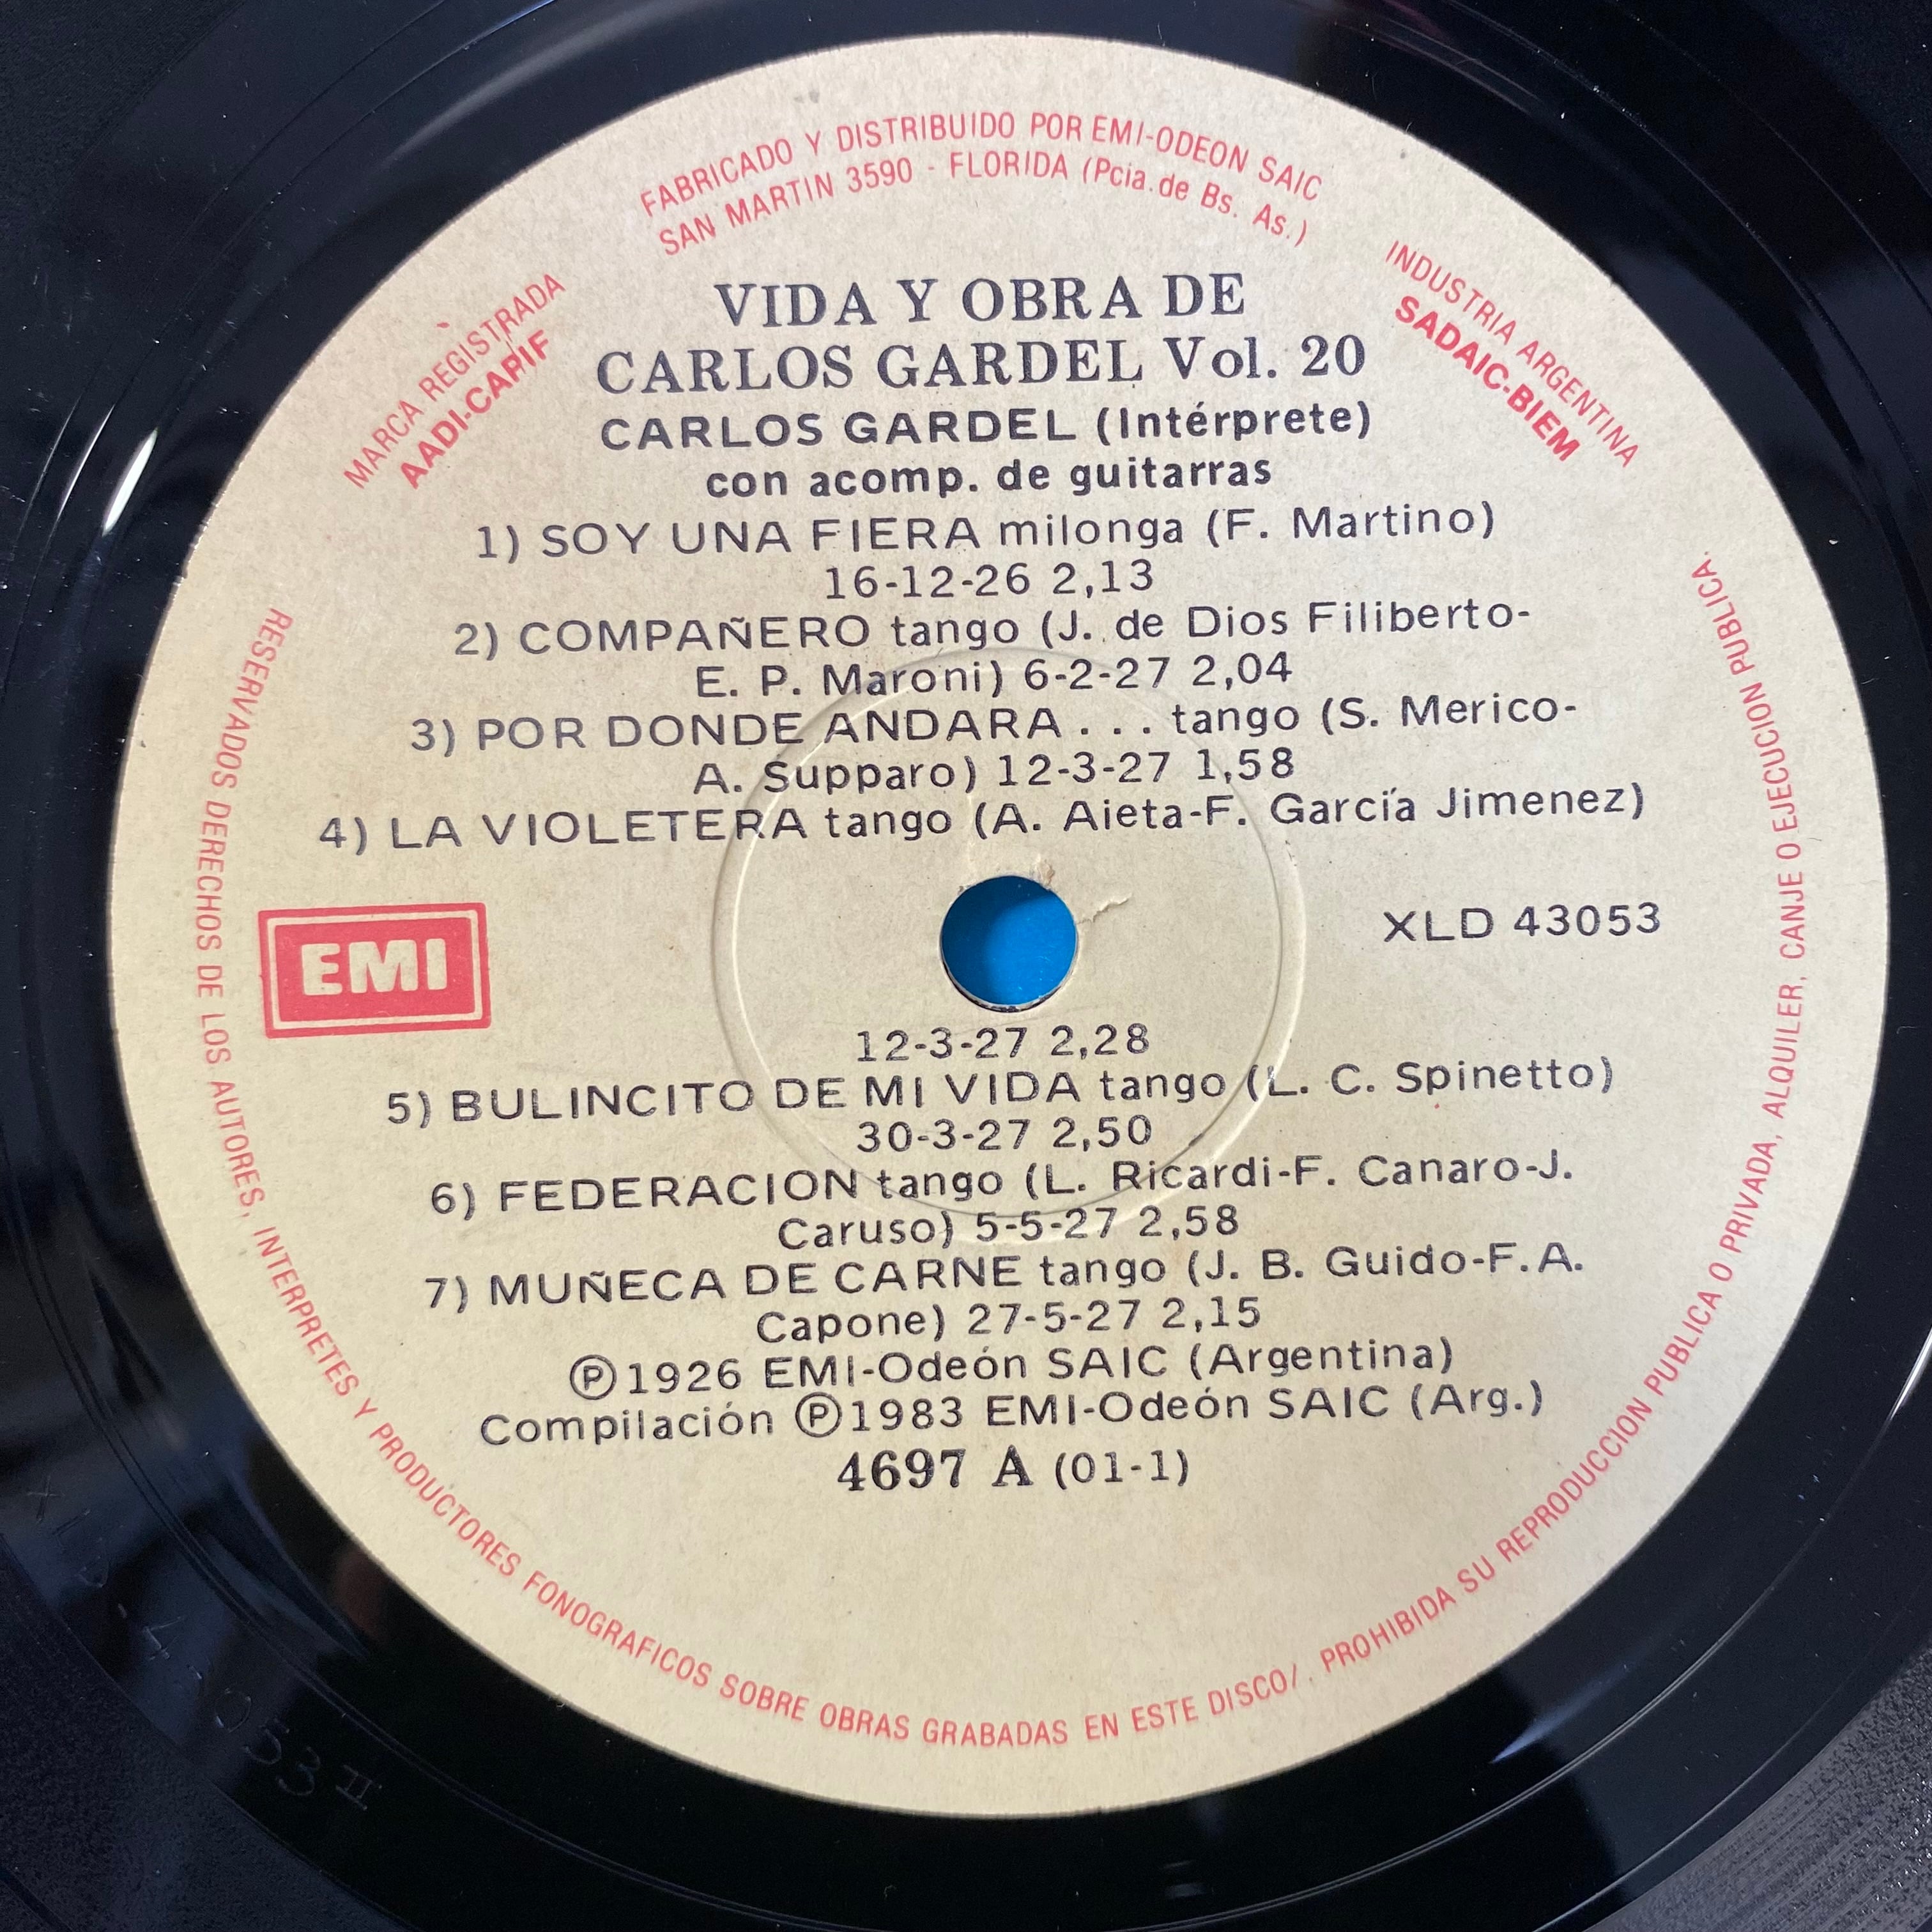 FABRICADO Y DISTRIBUIDO POR EMI-ODEON SAIC
SAN MARTIN 3590 - FLORIDA (Pcia. de Bs. As.)
MARCA REGISTRADA
AADI-CAPIF
INDUSTRIA ARGENTINA
SADAIC-BIEM
VIDA Y OBRA DE
CARLOS GARDEL Vol. 20
CARLOS GARDEL (Intérprete)
con acomp. de guitarras
1) SOY UNA FIERA milonga (F. Martino)
16-12-26 2,13
2) COMPAÑERO tango (J. de Dios Filiberto-
E. P. Maroni) 6-2-27 2,04
3) POR DONDE ANDARA . . . tango (S. Merico-
A. Supparo) 12-3-27 1,58
4) LA VIOLETERA tango (A. Aieta-F. García Jimenez)
EMI
XLD 43053
12-3-27 2,28
5) BULINCITO DE MI VIDA tango (L. C. Spinetto)
30-3-27 2,50
6) FEDERACION tango (L. Ricardi-F. Canaro-J.
Caruso) 5-5-27 2,58
7) MUÑECA DE CARNE tango (J. B. Guido-F.A.
Capone) 27-5-27 2,15
Ⓟ1926 EMI-Odeón SAIC (Argentina)
Compilación Ⓟ1983 EMI-Odeón SAIC (Arg.)
4697 A (01-1)
RESERVADOS DERECHOS DE LOS AUTORES, INTERPRETES Y PRODUCTORES FONOGRAFICOS SOBRE OBRAS GRABADAS EN ESTE DISCO/. PROHIBIDA SU REPRODUCCION PUBLICA O PRIVADA, ALQUILER, CANJE O EJECUCION PUBLICA.